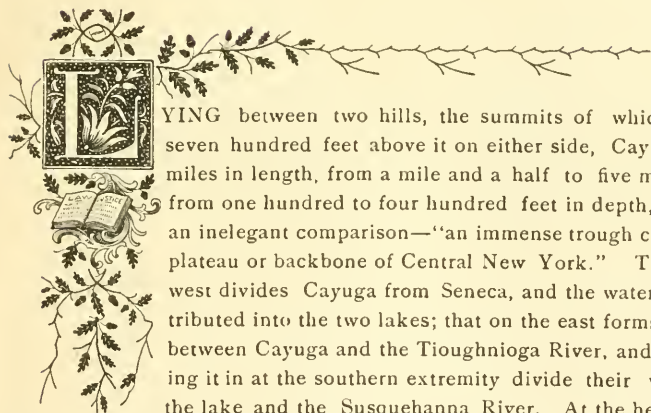 LYING between two hills, the summits of whic
seven hundred feet above it on either side, Cay
miles in length, from a mile and a half to five m
from one hundred to four hundred feet in depth,
an inelegant comparison—“an immense trough c
plateau or backbone of Central New York.” T
west divides Cayuga from Seneca, and the water
tributed into the two lakes; that on the east forms
between Cayuga and the Tioughnioga River, and
ing it in at the southern extremity divide their
the lake and the Susquehanna River. At the he
LAW